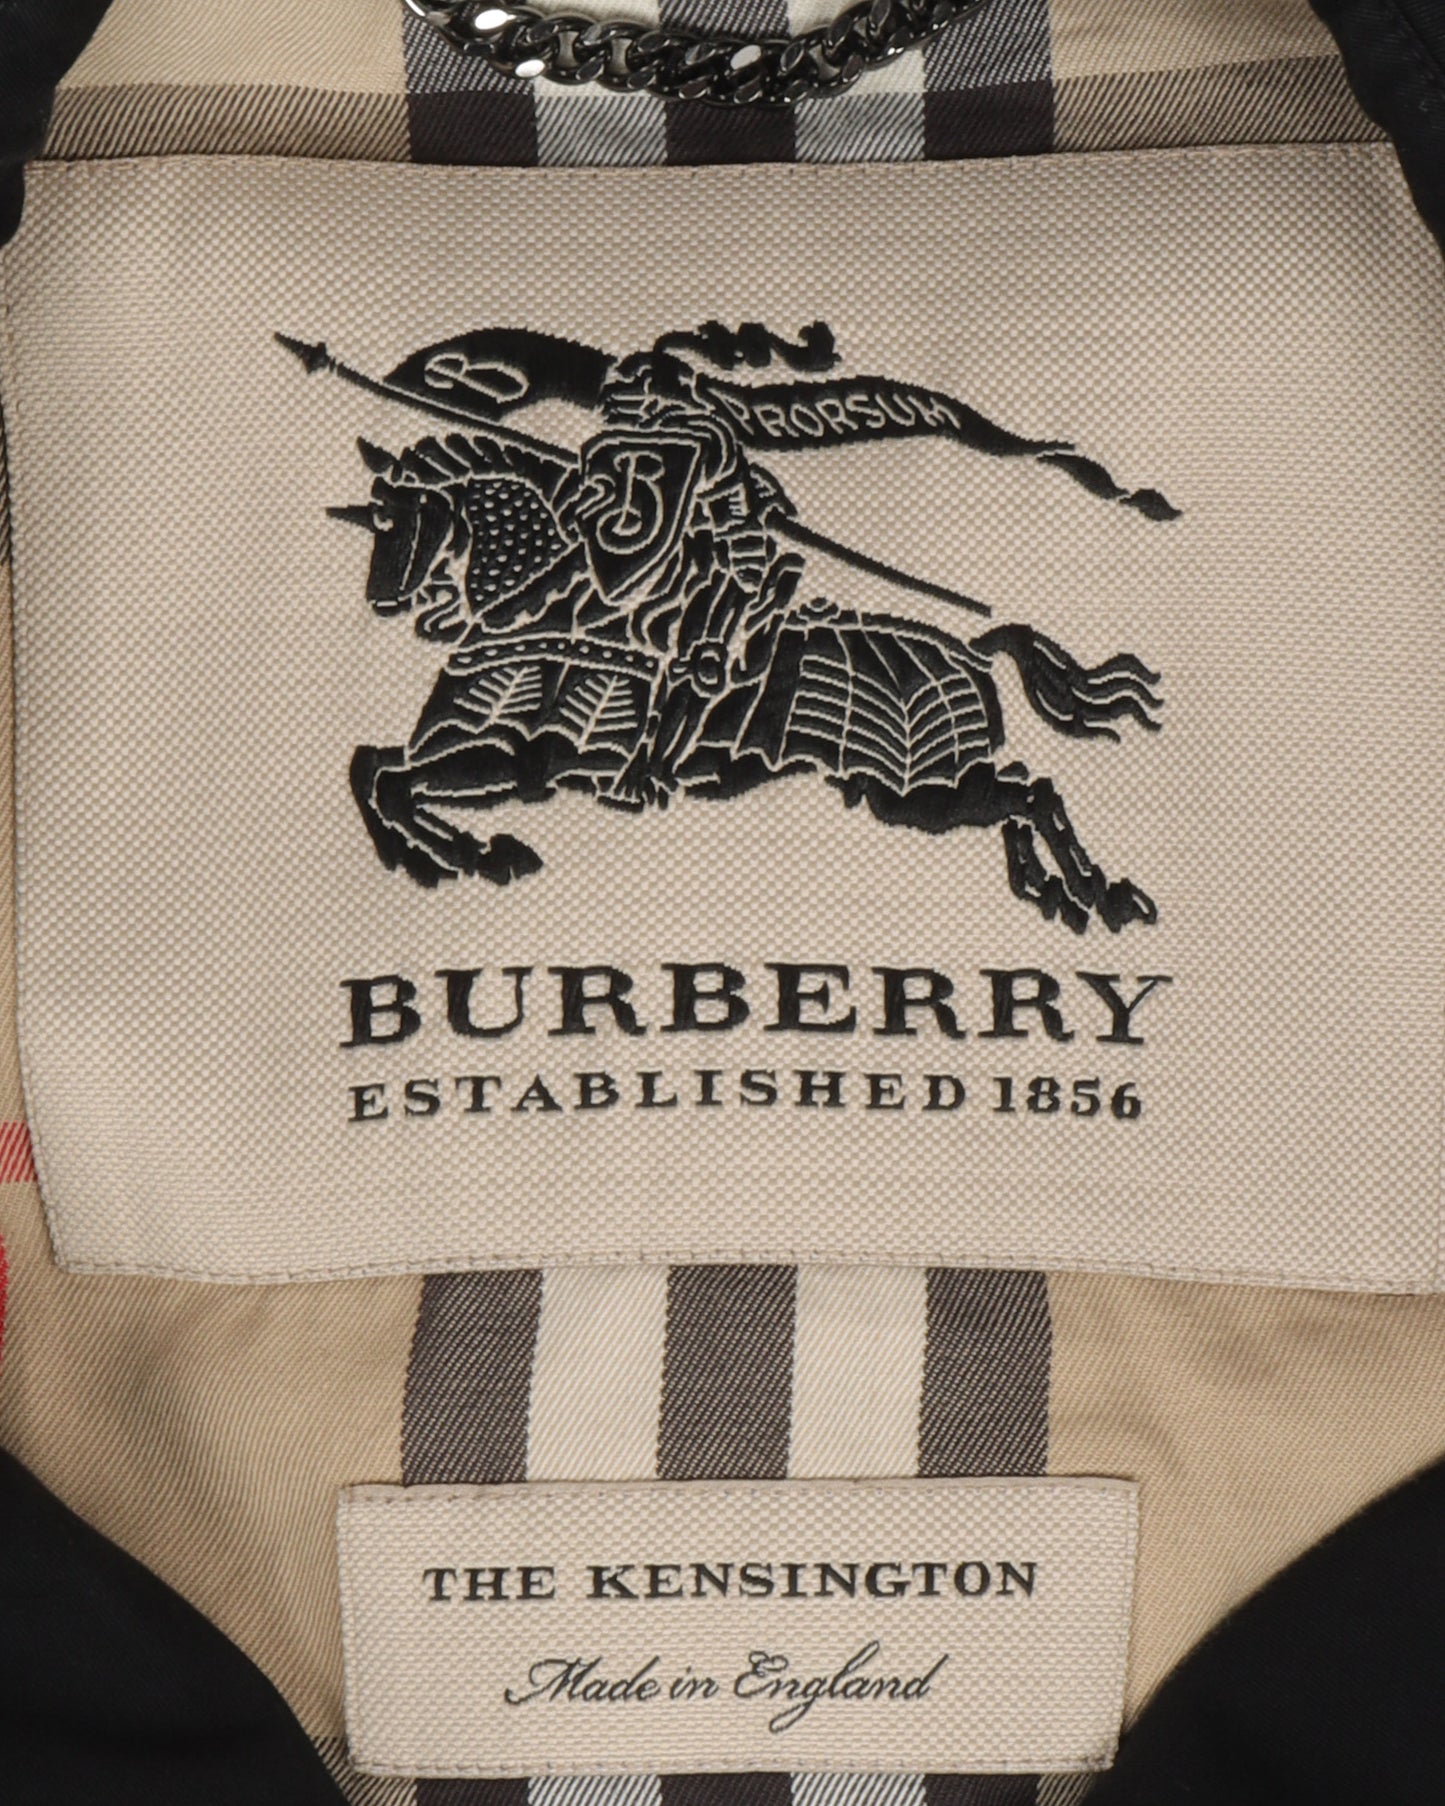 B
PRORSUM
B
BURBERRY
ESTABLISHED 1856
THE KENSINGTON
Made in England